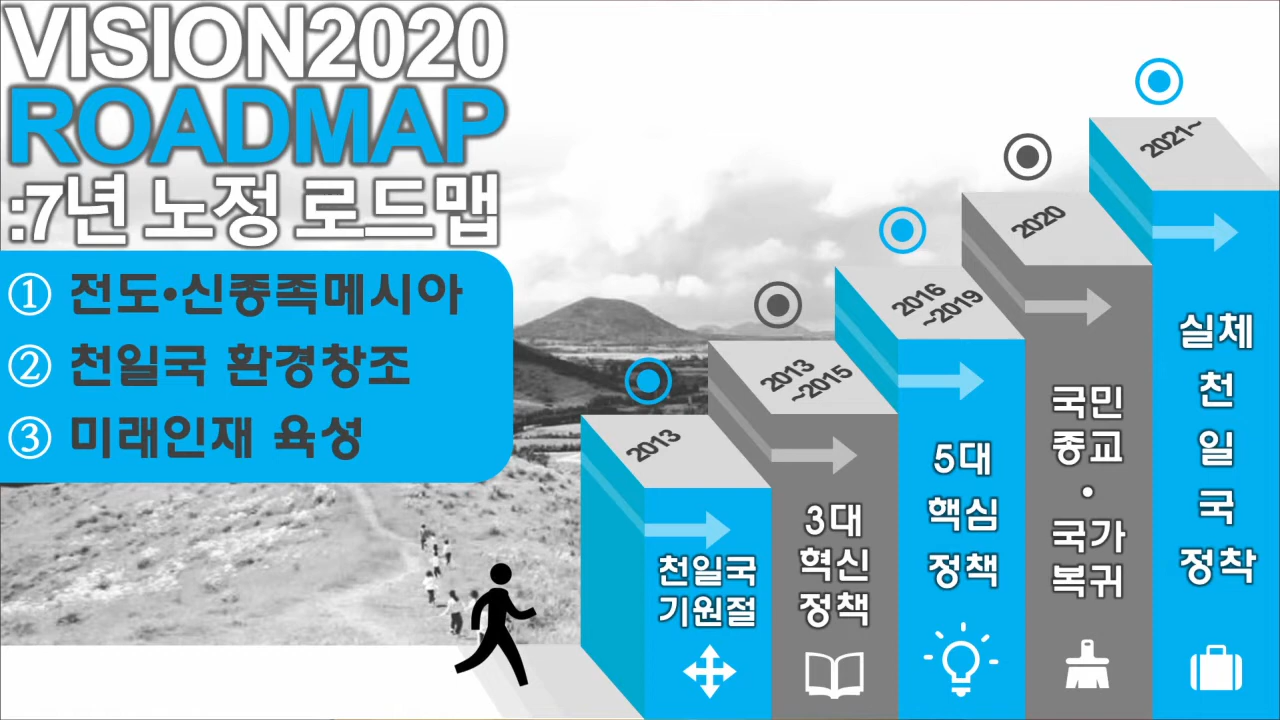 VISION2020
ROADMAP
:7년 노정 로드맵
① 전도•신종족메시아
② 천일국 환경창조
③ 미래인재 육성
2013
천일국
기원절
2013
~2015
3대
혁신
정책
2016
~2019
5대
핵심
정책
2020
국민
종교
•
국가
복귀
2021~
실체
천
일
국
정착